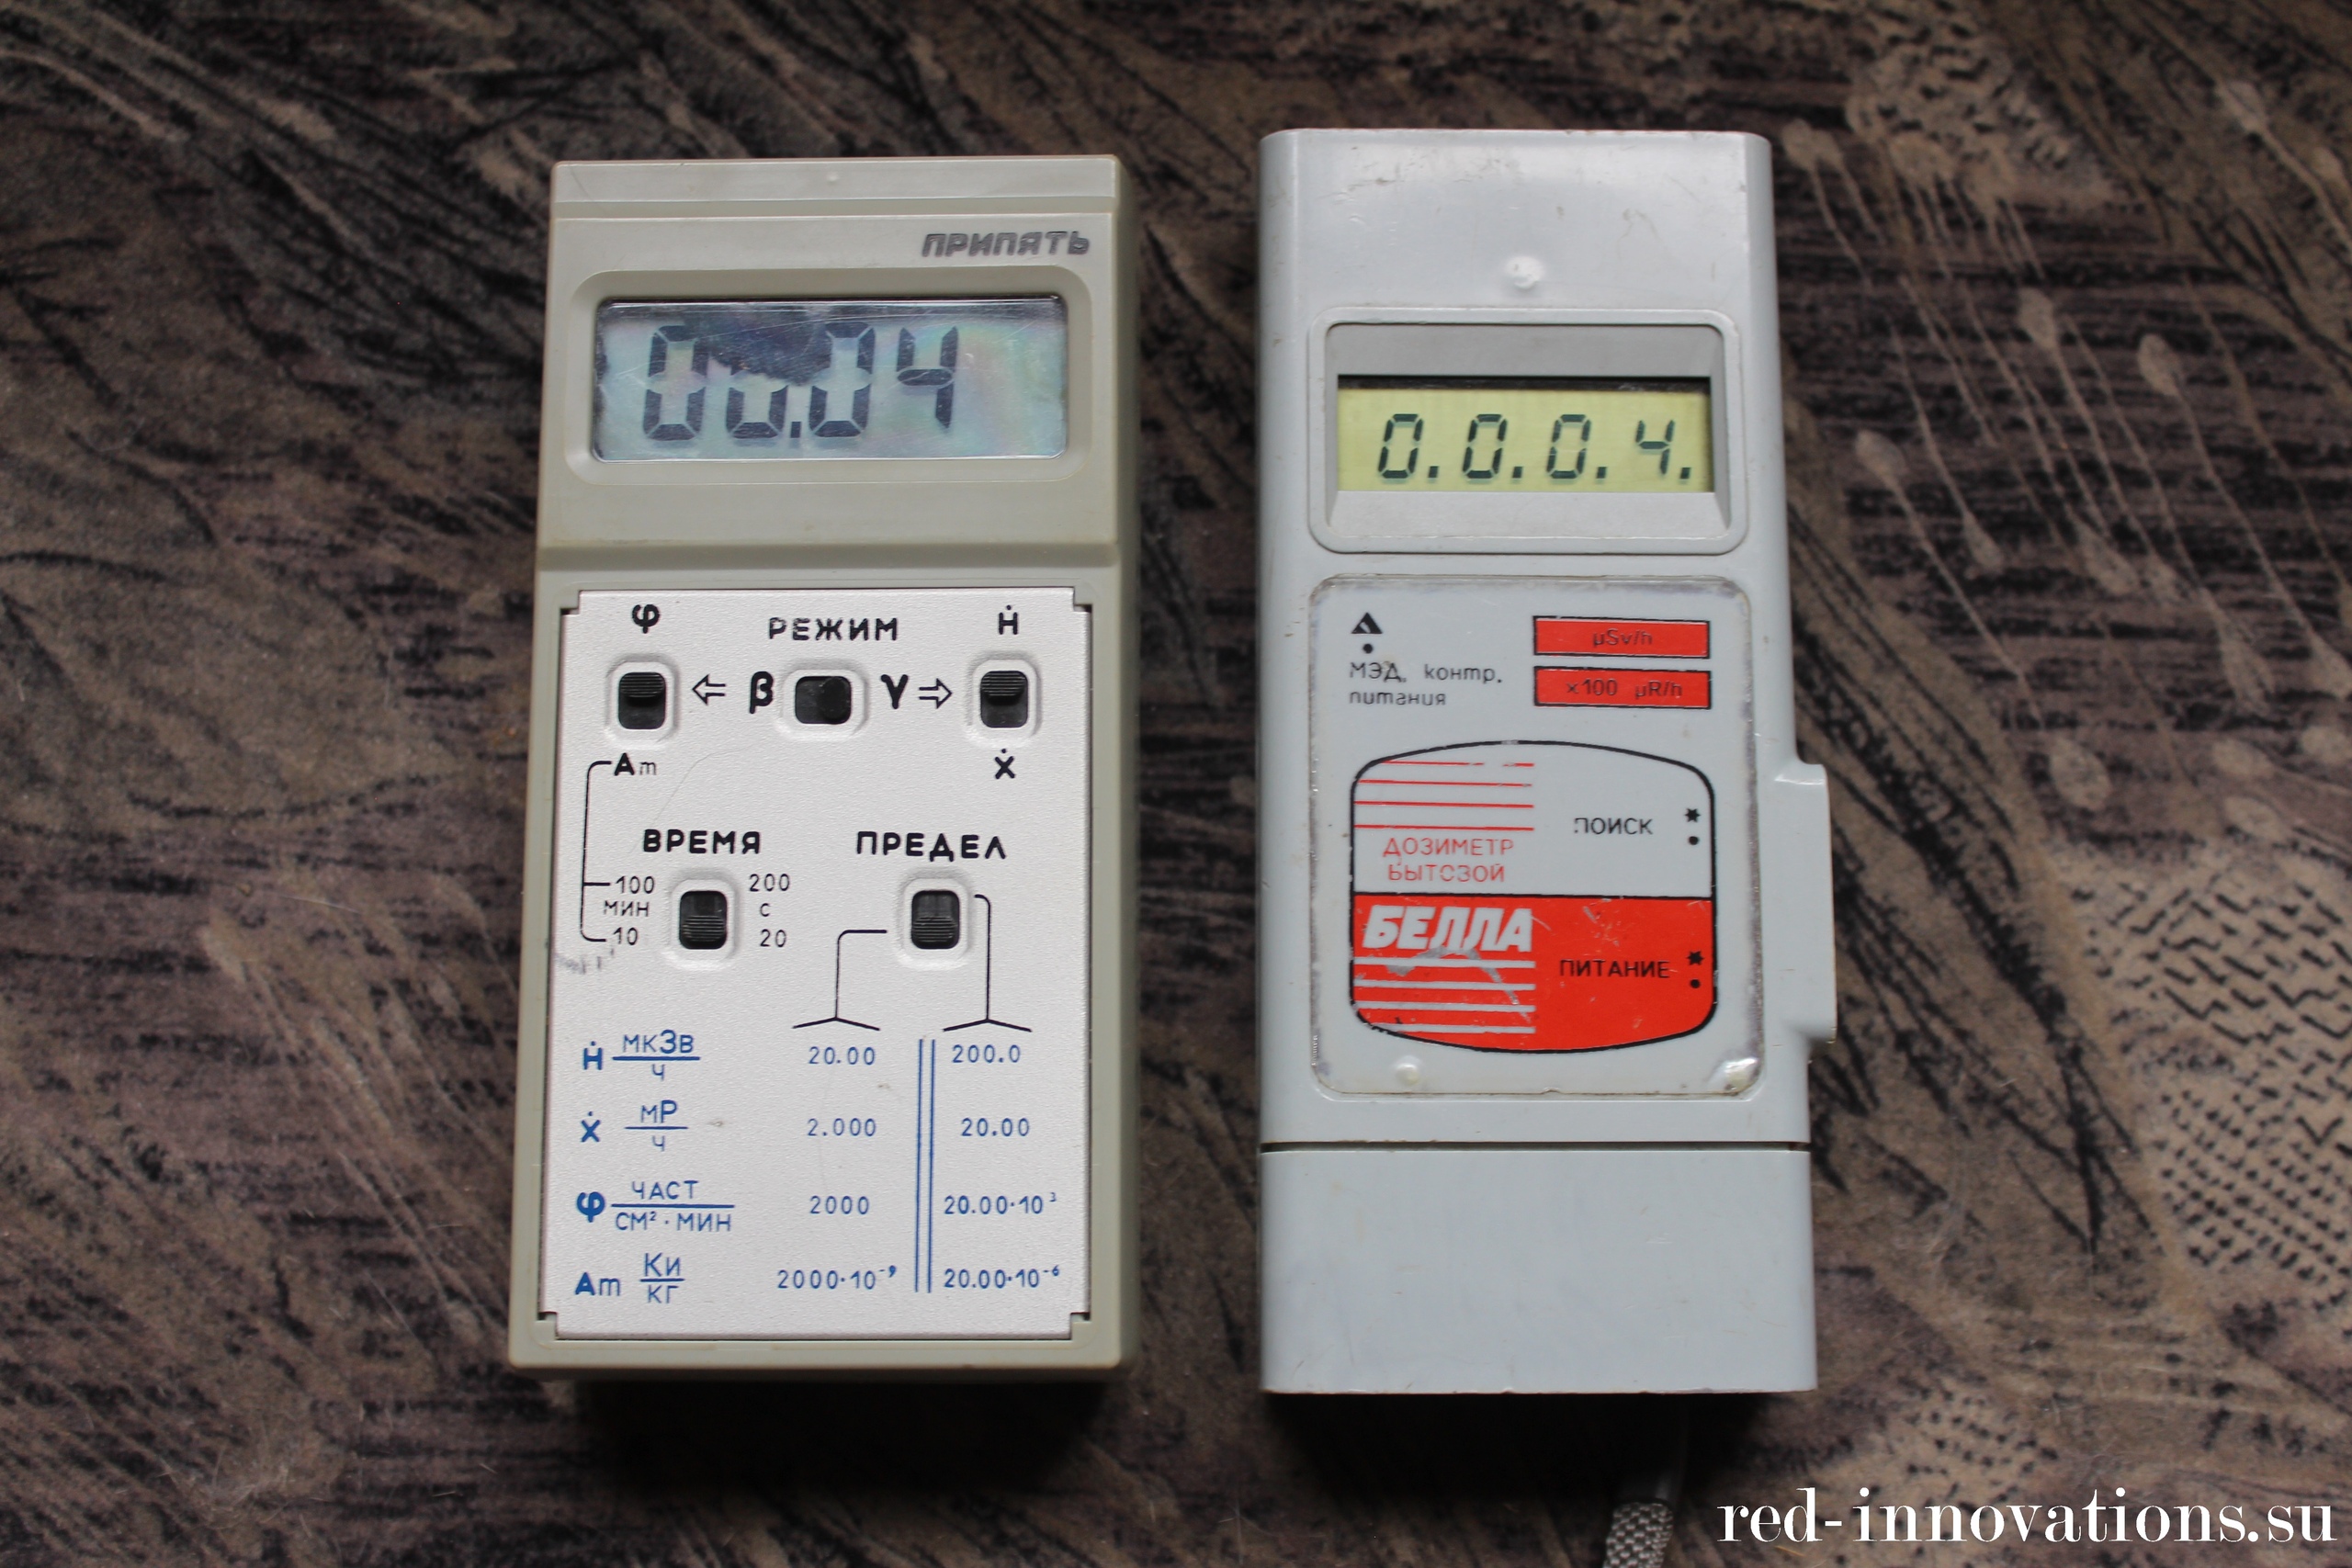 ПРИПЯТЬ
00.04
φ РЕЖИМ Ḣ
⇦ β γ ⇨
Am Ẋ
ВРЕМЯ ПРЕДЕЛ
100 200
МИН с
10 20
Ḣ мкЗв/ч 20.00 200.0
Ẋ мР/ч 2.000 20.00
φ ЧАСТ/СМ²·МИН 2000 20.00·10³
Am Ки/кг 2000·10⁻⁹ 20.00·10⁻⁶
0.0.0.4.
МЭД, контр.
питания
μSv/h
×100 μR/h
ПОИСК
ДОЗИМЕТР
БЫТОВОЙ
БЕЛЛА
ПИТАНИЕ
red-innovations.su